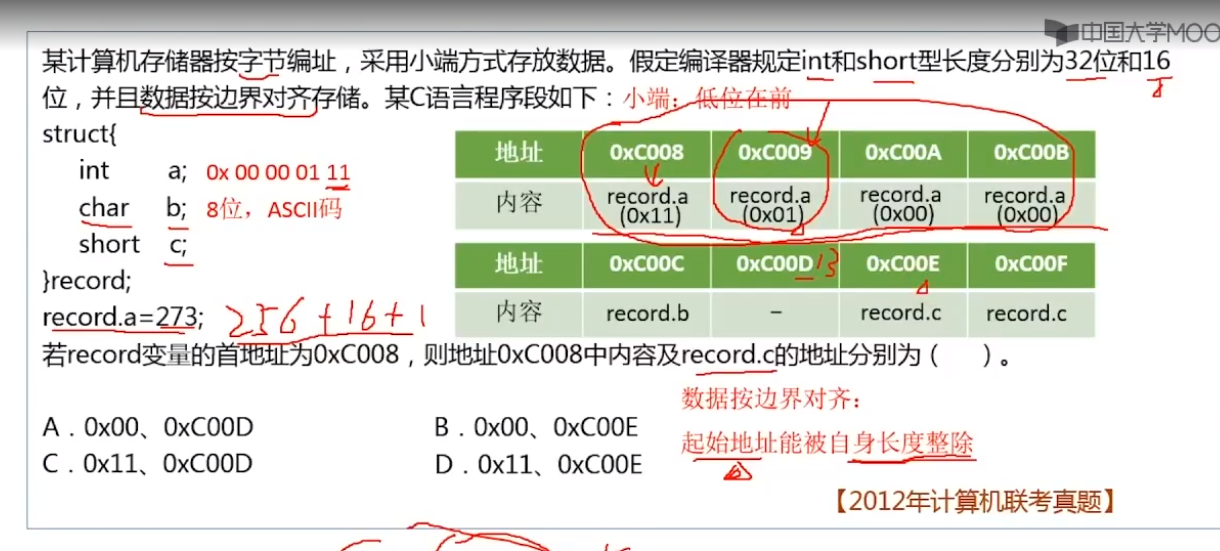 中国大学MOO
某计算机存储器按字节编址，采用小端方式存放数据。假定编译器规定int和short型长度分别为32位和16
位，并且数据按边界对齐存储。某C语言程序段如下：小端：低位在前
struct{
int a; 0x 00 00 01 11
char b; 8位，ASCII码
short c;
}record;
record.a=273; 256+16+1
地址 0xC008 0xC009 0xC00A 0xC00B
内容 record.a (0x11) record.a (0x01) record.a (0x00) record.a (0x00)
地址 0xC00C 0xC00D 13 0xC00E 0xC00F
内容 record.b – record.c record.c
若record变量的首地址为0xC008，则地址0xC008中内容及record.c的地址分别为（ ）。
A．0x00、0xC00D B．0x00、0xC00E
C．0x11、0xC00D D．0x11、0xC00E
数据按边界对齐：
起始地址能被自身长度整除
【2012年计算机联考真题】